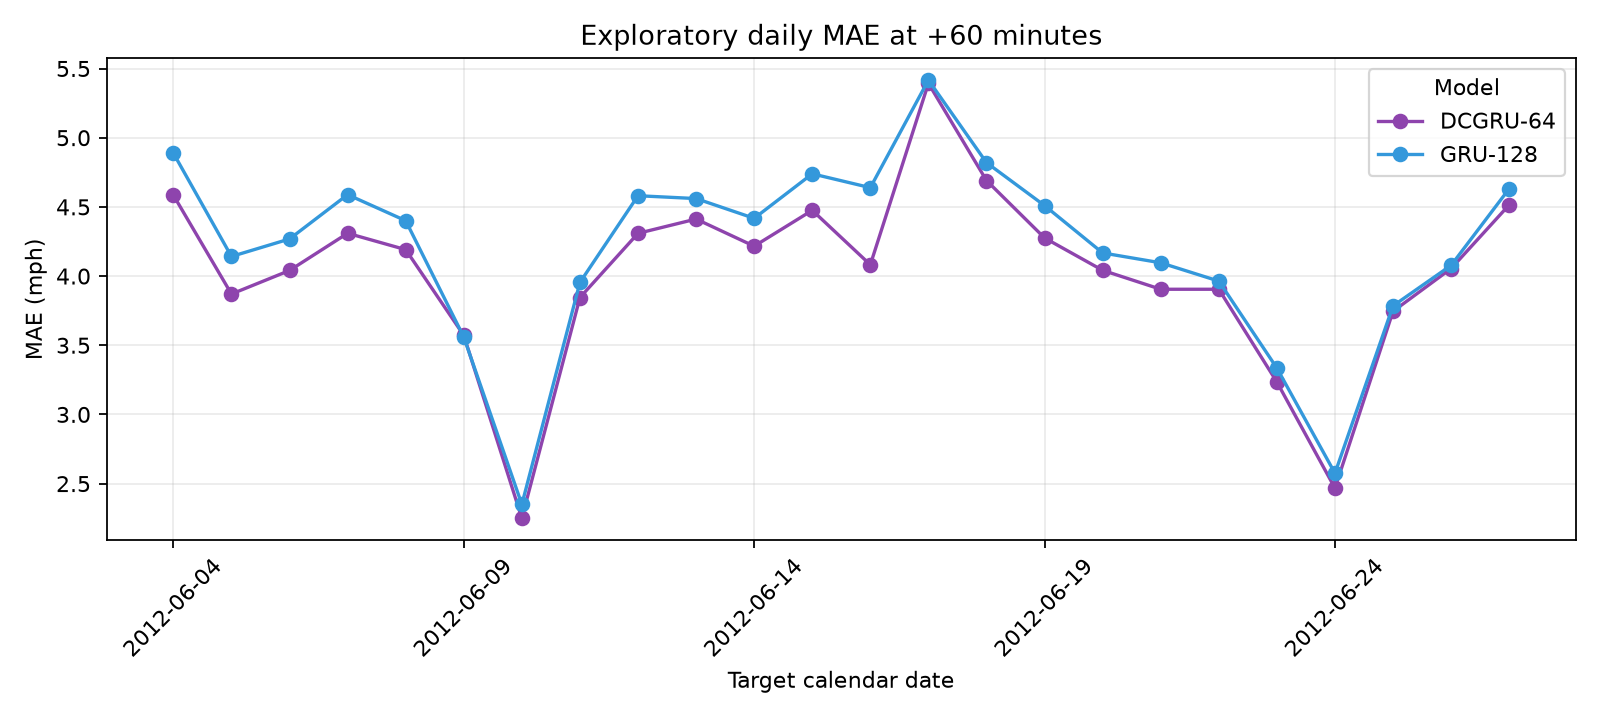 Exploratory daily MAE at +60 minutes
Model
DCGRU-64
GRU-128
MAE (mph)
5.5
5.0
4.5
4.0
3.5
3.0
2.5
2012-06-04
2012-06-09
2012-06-14
2012-06-19
2012-06-24
Target calendar date